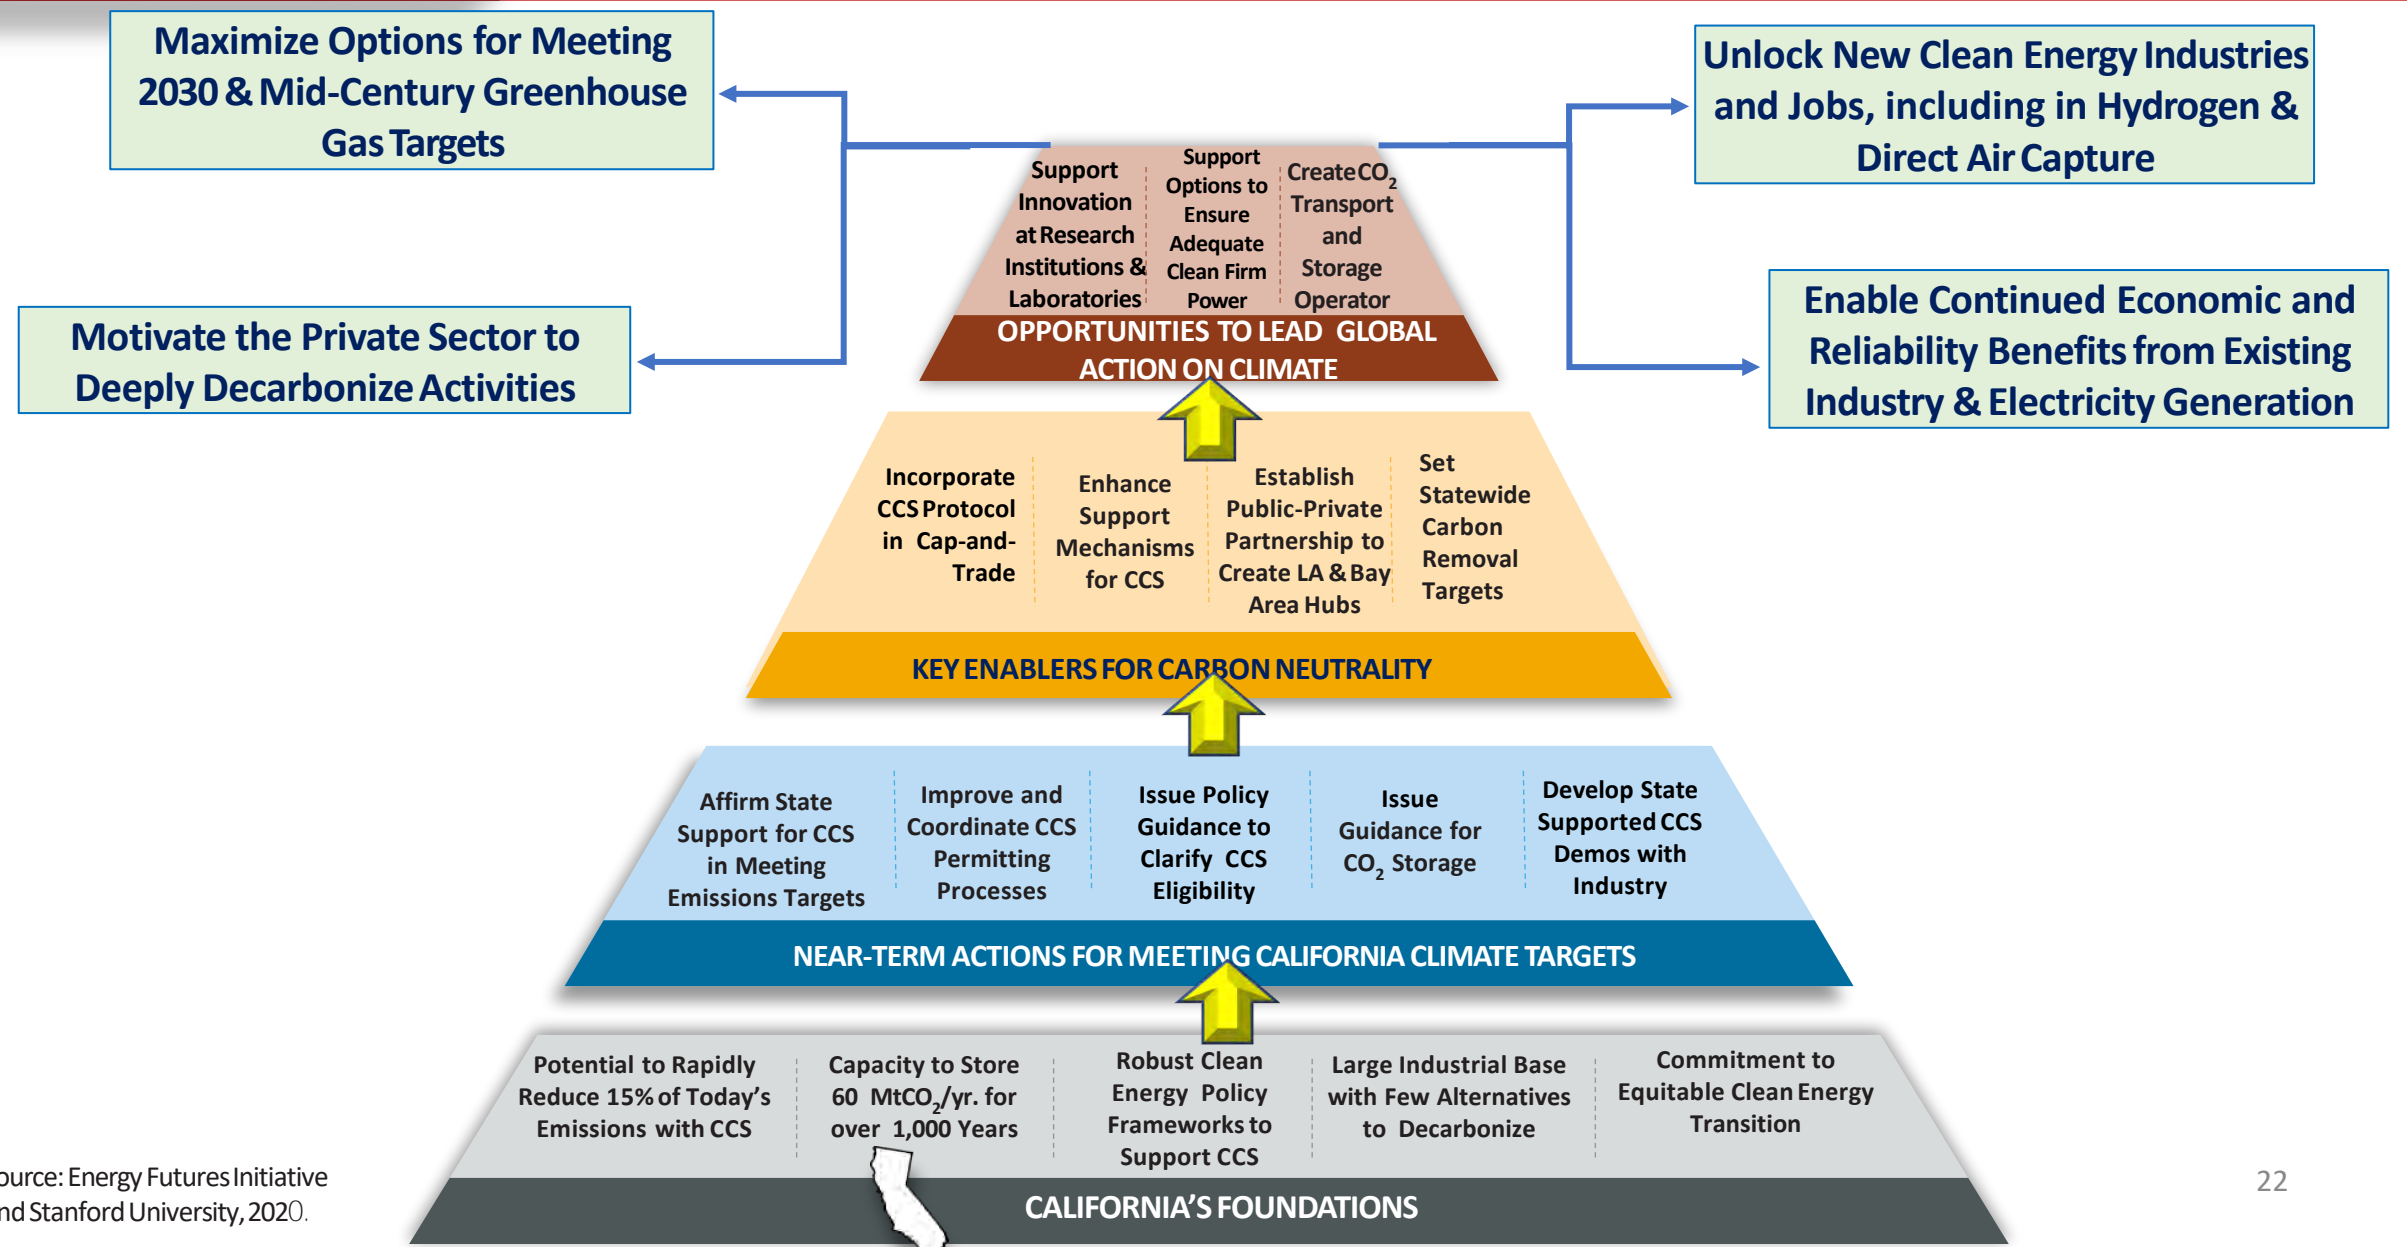 Maximize Options for Meeting
2030 & Mid-Century Greenhouse
Gas Targets
Unlock New Clean Energy Industries
and Jobs, including in Hydrogen &
Direct Air Capture
Motivate the Private Sector to
Deeply Decarbonize Activities
Enable Continued Economic and
Reliability Benefits from Existing
Industry & Electricity Generation
Support
Innovation
at Research
Institutions &
Laboratories
Support
Options to
Ensure
Adequate
Clean Firm
Power
Create CO₂
Transport
and
Storage
Operator
OPPORTUNITIES TO LEAD GLOBAL
ACTION ON CLIMATE
Incorporate
CCS Protocol
in Cap-and-
Trade
Enhance
Support
Mechanisms
for CCS
Establish
Public-Private
Partnership to
Create LA & Bay
Area Hubs
Set
Statewide
Carbon
Removal
Targets
KEY ENABLERS FOR CARBON NEUTRALITY
Affirm State
Support for CCS
in Meeting
Emissions Targets
Improve and
Coordinate CCS
Permitting
Processes
Issue Policy
Guidance to
Clarify CCS
Eligibility
Issue
Guidance for
CO₂ Storage
Develop State
Supported CCS
Demos with
Industry
NEAR-TERM ACTIONS FOR MEETING CALIFORNIA CLIMATE TARGETS
Potential to Rapidly
Reduce 15% of Today's
Emissions with CCS
Capacity to Store
60 MtCO₂/yr. for
over 1,000 Years
Robust Clean
Energy Policy
Frameworks to
Support CCS
Large Industrial Base
with Few Alternatives
to Decarbonize
Commitment to
Equitable Clean Energy
Transition
CALIFORNIA'S FOUNDATIONS
ource: Energy Futures Initiative
nd Stanford University, 2020.
22